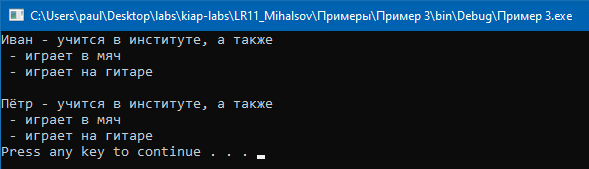 C:\Users\paul\Desktop\labs\kiap-labs\LR11_Mihalsov\Примеры\Пример 3\bin\Debug\Пример 3.exe
Иван - учится в институте, а также
- играет в мяч
- играет на гитаре
Пётр - учится в институте, а также
- играет в мяч
- играет на гитаре
Press any key to continue . . .